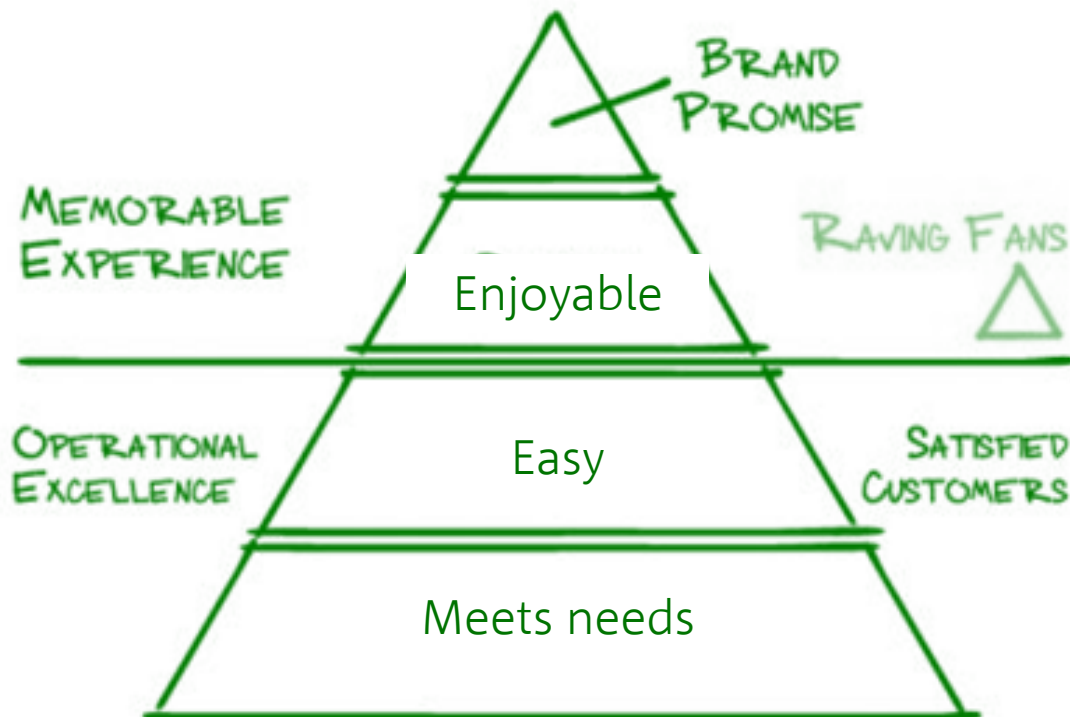 BRAND
PROMISE
MEMORABLE
EXPERIENCE
RAVING FANS
Enjoyable
OPERATIONAL
EXCELLENCE
Easy
SATISFIED
CUSTOMERS
Meets needs